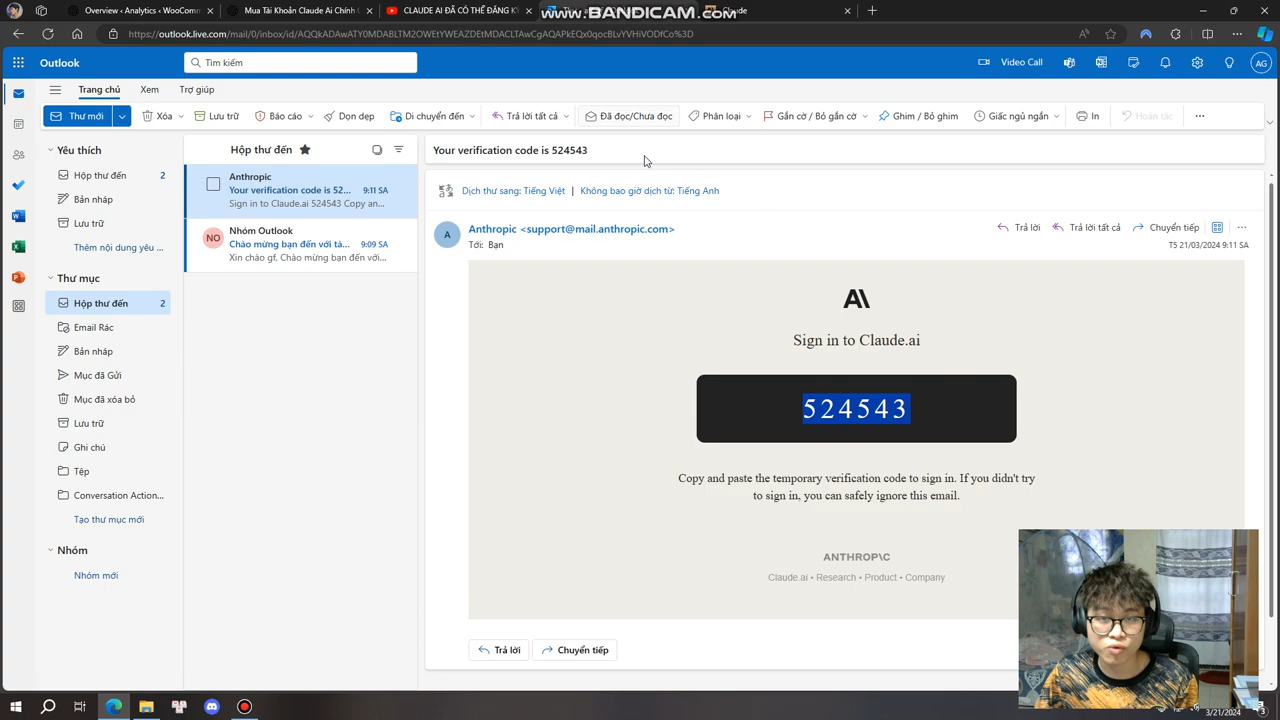 Overview ‹ Analytics ‹ WooComm
Mua Tài Khoản Claude Ai Chính
CLAUDE AI ĐÃ CÓ THỂ ĐĂNG KÝ
Claude
www.BANDICAM.com
https://outlook.live.com/mail/0/inbox/id/AQQkADAwATY0MDABLTM2OWEtYWEAZDEtMDACLTAwCgAQAPkEQx0qocBLvYVHiVODfCo%3D
Outlook
Tìm kiếm
Video Call
AG
Trang chủ
Xem
Trợ giúp
Thư mới
Xóa
Lưu trữ
Báo cáo
Dọn dẹp
Di chuyển đến
Trả lời tất cả
Đã đọc/Chưa đọc
Phân loại
Gắn cờ / Bỏ gắn cờ
Ghim / Bỏ ghim
Giấc ngủ ngắn
In
Hoàn tác
Yêu thích
Hộp thư đến 2
Bản nháp
Lưu trữ
Thêm nội dung yêu ...
Thư mục
Hộp thư đến 2
Email Rác
Bản nháp
Mục đã Gửi
Mục đã xóa bỏ
Lưu trữ
Ghi chú
Tệp
Conversation Action...
Tạo thư mục mới
Nhóm
Nhóm mới
Hộp thư đến
Anthropic
Your verification code is 52... 9:11 SA
Sign in to Claude.ai 524543 Copy an...
NO
Nhóm Outlook
Chào mừng bạn đến với tà... 9:09 SA
Xin chào gf, Chào mừng bạn đến với...
Your verification code is 524543
Dịch thư sang: Tiếng Việt | Không bao giờ dịch từ: Tiếng Anh
A
Anthropic <support@mail.anthropic.com>
Tới: Bạn
Trả lời
Trả lời tất cả
Chuyển tiếp
T5 21/03/2024 9:11 SA
A\
Sign in to Claude.ai
524543
Copy and paste the temporary verification code to sign in. If you didn't try
to sign in, you can safely ignore this email.
ANTHROP\C
Claude.ai • Research • Product • Company
Trả lời
Chuyển tiếp
3/21/2024